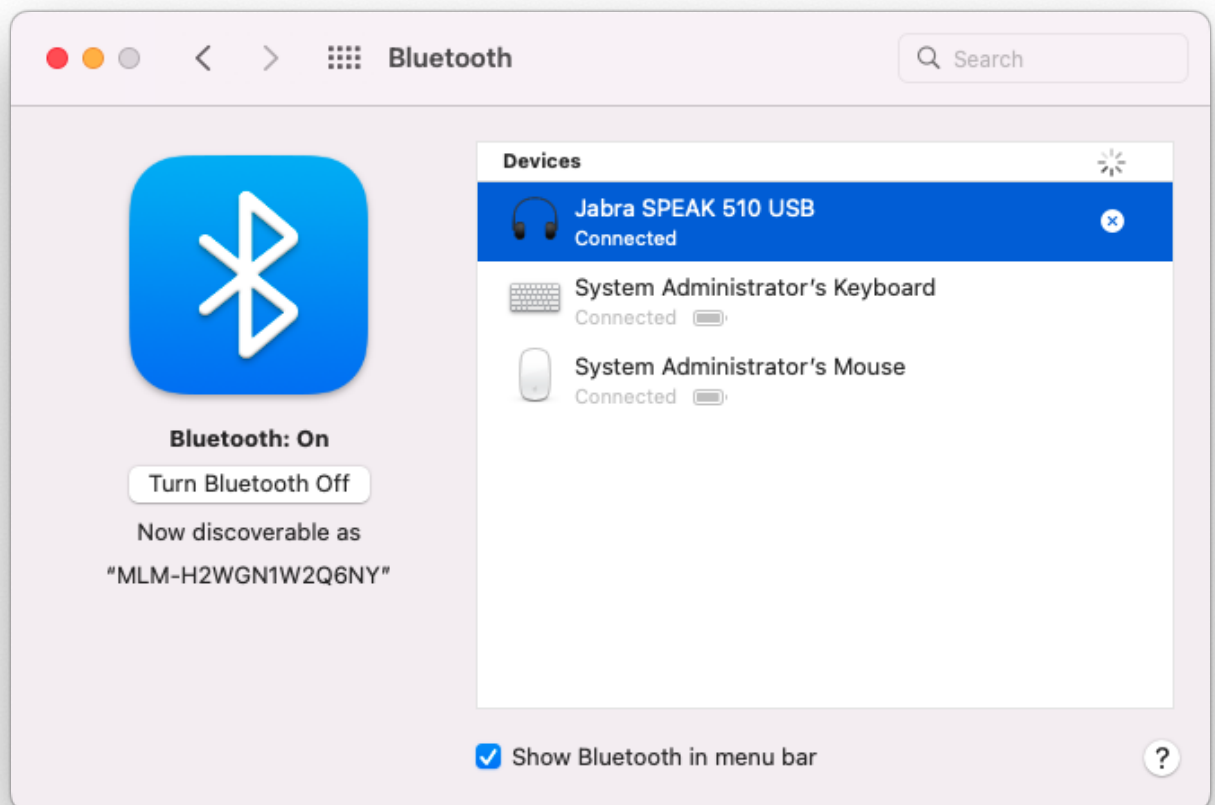 Bluetooth
Search
Devices
Jabra SPEAK 510 USB
Connected
System Administrator's Keyboard
Connected
System Administrator's Mouse
Connected
Bluetooth: On
Turn Bluetooth Off
Now discoverable as
“MLM-H2WGN1W2Q6NY”
Show Bluetooth in menu bar
?